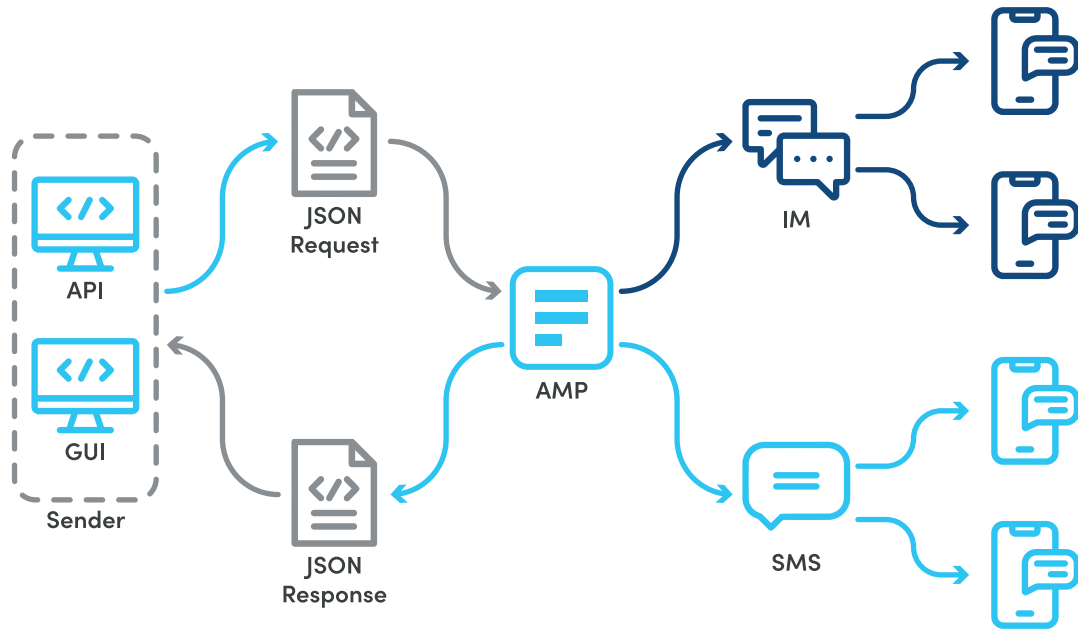 API
GUI
Sender
JSON
Request
JSON
Response
AMP
IM
SMS